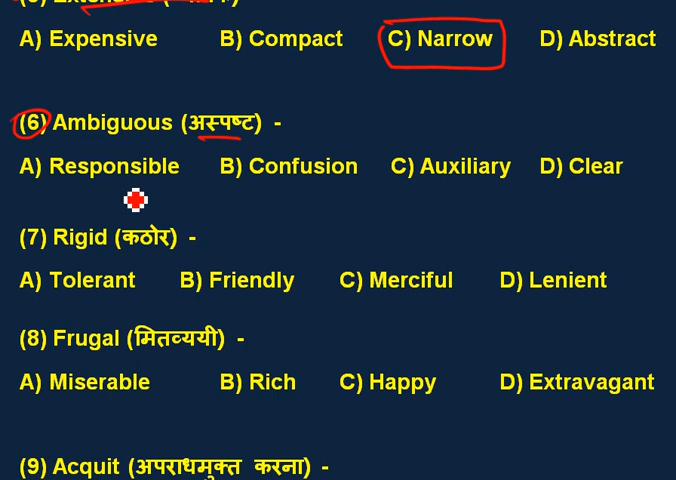 A) Expensive B) Compact C) Narrow D) Abstract
(6) Ambiguous (अस्पष्ट) -
A) Responsible B) Confusion C) Auxiliary D) Clear
(7) Rigid (कठोर) -
A) Tolerant B) Friendly C) Merciful D) Lenient
(8) Frugal (मितव्ययी) -
A) Miserable B) Rich C) Happy D) Extravagant
(9) Acquit (अपराधमुक्त करना) -